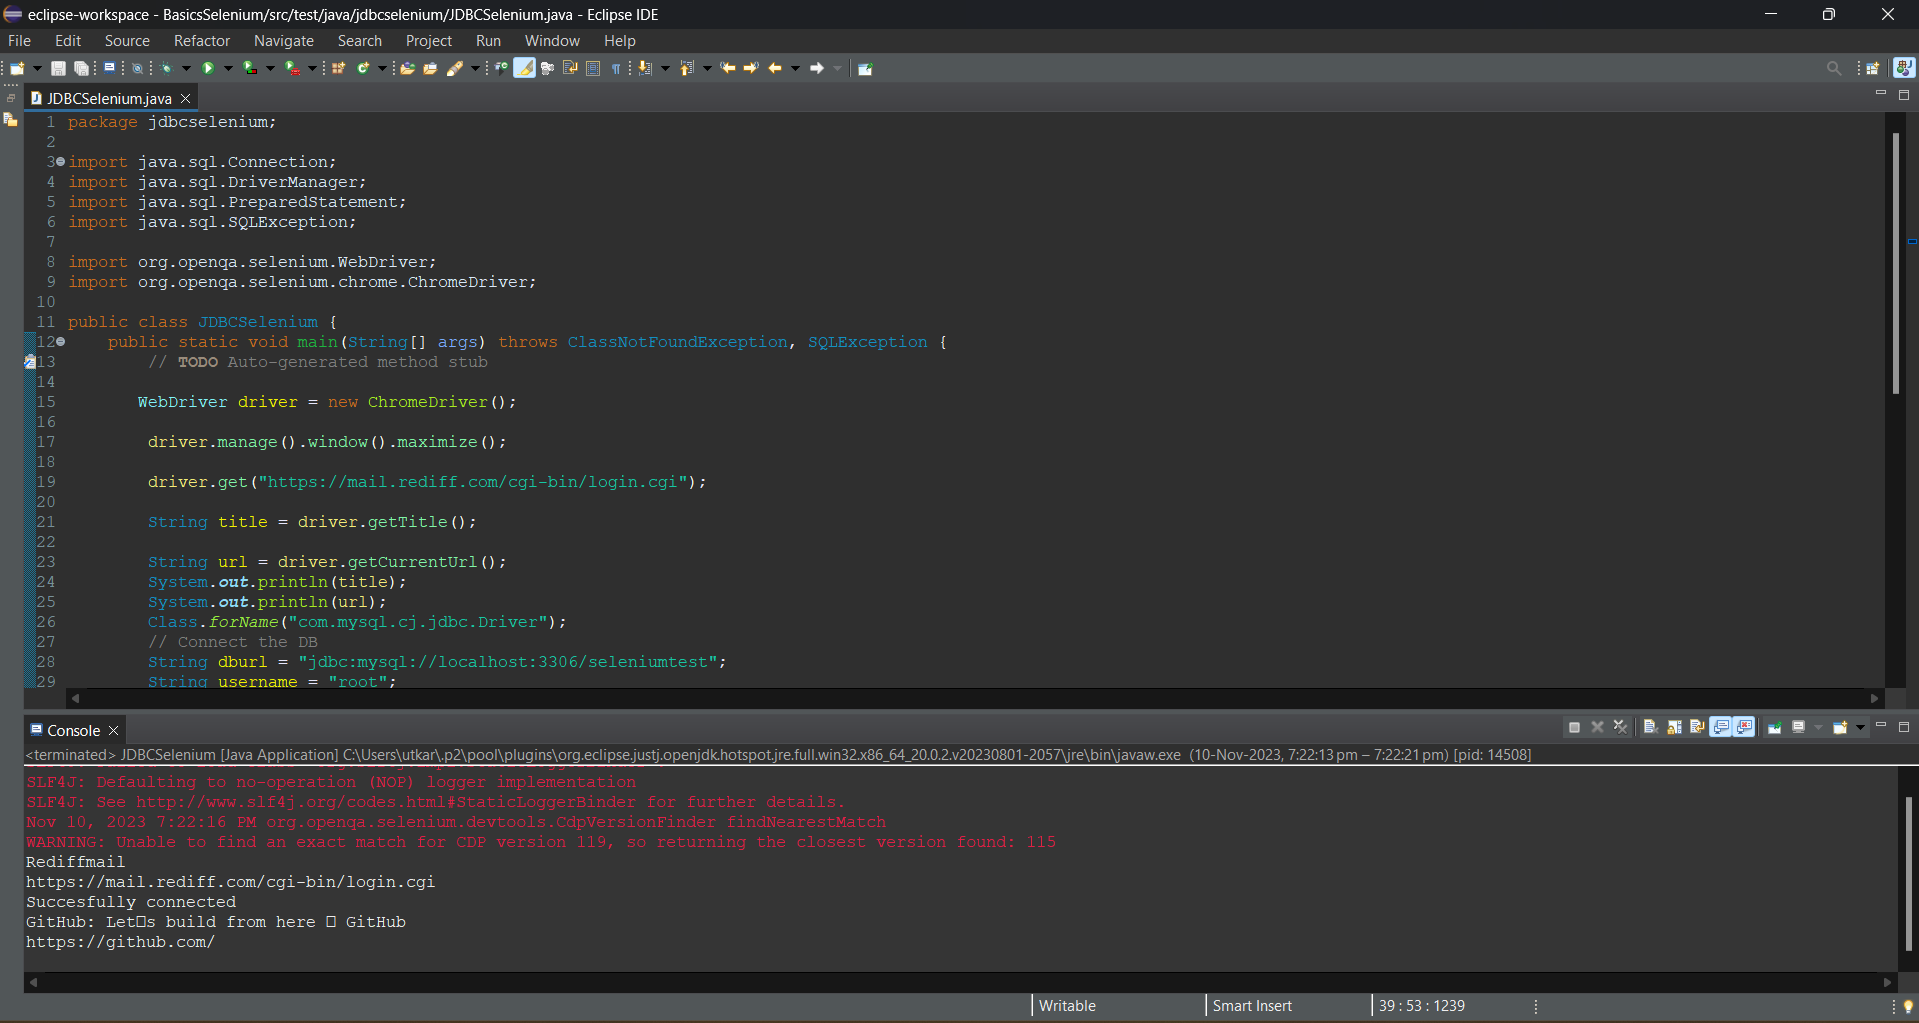 eclipse-workspace - BasicsSelenium/src/test/java/jdbcselenium/JDBCSelenium.java - Eclipse IDE
File Edit Source Refactor Navigate Search Project Run Window Help
JDBCSelenium.java
1 package jdbcselenium;
2
3 import java.sql.Connection;
4 import java.sql.DriverManager;
5 import java.sql.PreparedStatement;
6 import java.sql.SQLException;
7
8 import org.openqa.selenium.WebDriver;
9 import org.openqa.selenium.chrome.ChromeDriver;
10
11 public class JDBCSelenium {
12 public static void main(String[] args) throws ClassNotFoundException, SQLException {
13 // TODO Auto-generated method stub
14
15 WebDriver driver = new ChromeDriver();
16
17 driver.manage().window().maximize();
18
19 driver.get("https://mail.rediff.com/cgi-bin/login.cgi");
20
21 String title = driver.getTitle();
22
23 String url = driver.getCurrentUrl();
24 System.out.println(title);
25 System.out.println(url);
26 Class.forName("com.mysql.cj.jdbc.Driver");
27 // Connect the DB
28 String dburl = "jdbc:mysql://localhost:3306/seleniumtest";
29 String username = "root";
Console
<terminated> JDBCSelenium [Java Application] C:\Users\utkar\.p2\pool\plugins\org.eclipse.justj.openjdk.hotspot.jre.full.win32.x86_64_20.0.2.v20230801-2057\jre\bin\javaw.exe (10-Nov-2023, 7:22:13 pm – 7:22:21 pm) [pid: 14508]
SLF4J: Defaulting to no-operation (NOP) logger implementation
SLF4J: See http://www.slf4j.org/codes.html#StaticLoggerBinder for further details.
Nov 10, 2023 7:22:16 PM org.openqa.selenium.devtools.CdpVersionFinder findNearestMatch
WARNING: Unable to find an exact match for CDP version 119, so returning the closest version found: 115
Rediffmail
https://mail.rediff.com/cgi-bin/login.cgi
Succesfully connected
GitHub: Let□s build from here □ GitHub
https://github.com/
Writable Smart Insert 39 : 53 : 1239